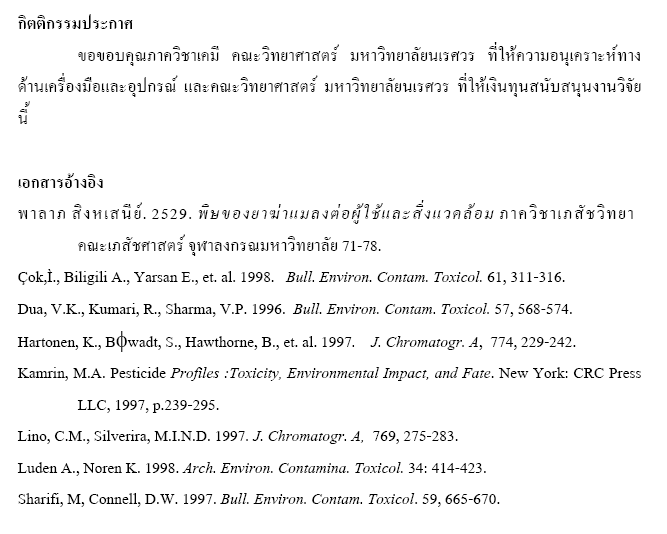 กิตติกรรมประกาศ
ขอขอบคุณภาควิชาเคมี คณะวิทยาศาสตร์ มหาวิทยาลัยนเรศวร ที่ให้ความอนุเคราะห์ทาง
ด้านเครื่องมือและอุปกรณ์ และคณะวิทยาศาสตร์ มหาวิทยาลัยนเรศวร ที่ให้เงินทุนสนับสนุนงานวิจัย
นี้
เอกสารอ้างอิง
พาลาภ สิงหเสนีย์. 2529. พิษของยาฆ่าแมลงต่อผู้ใช้และสิ่งแวดล้อม ภาควิชาเภสัชวิทยา
คณะเภสัชศาสตร์ จุฬาลงกรณมหาวิทยาลัย 71-78.
Çok,İ., Biligili A., Yarsan E., et. al. 1998. Bull. Environ. Contam. Toxicol. 61, 311-316.
Dua, V.K., Kumari, R., Sharma, V.P. 1996. Bull. Environ. Contam. Toxicol. 57, 568-574.
Hartonen, K., Bϕwadt, S., Hawthorne, B., et. al. 1997. J. Chromatogr. A, 774, 229-242.
Kamrin, M.A. Pesticide Profiles :Toxicity, Environmental Impact, and Fate. New York: CRC Press
LLC, 1997, p.239-295.
Lino, C.M., Silverira, M.I.N.D. 1997. J. Chromatogr. A, 769, 275-283.
Luden A., Noren K. 1998. Arch. Environ. Contamina. Toxicol. 34: 414-423.
Sharifi, M, Connell, D.W. 1997. Bull. Environ. Contam. Toxicol. 59, 665-670.